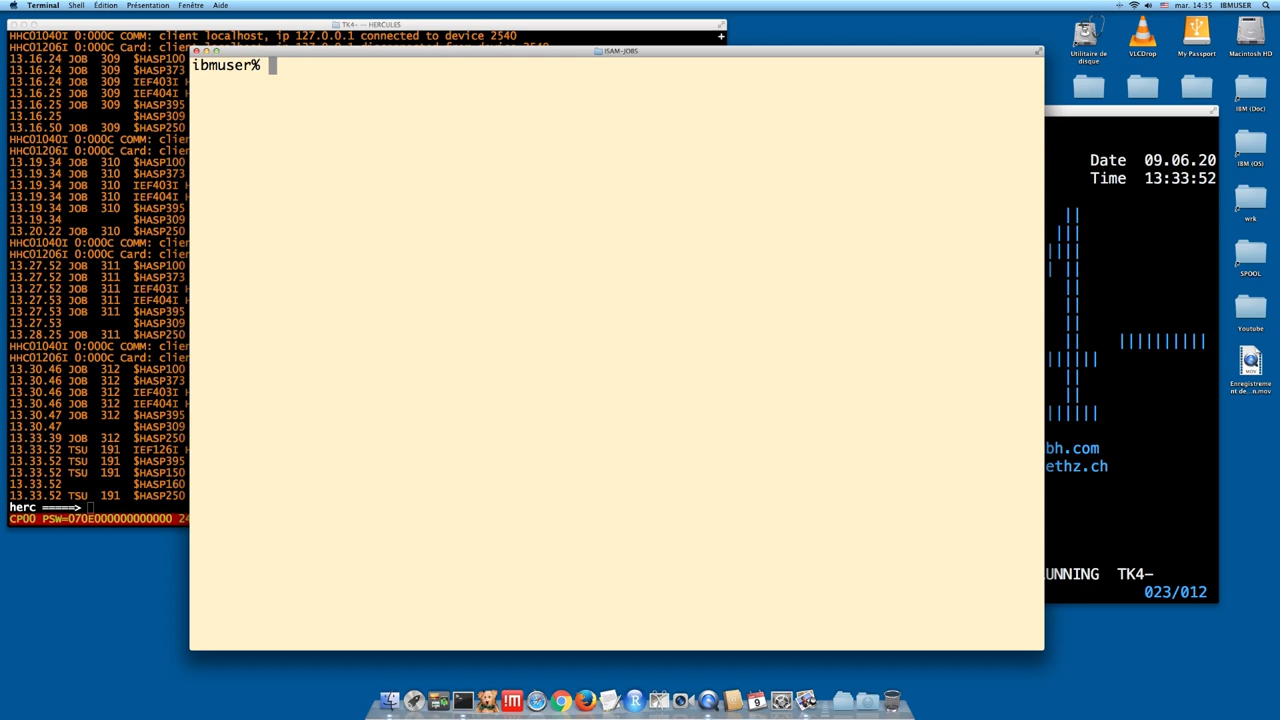 Terminal Shell Édition Présentation Fenêtre Aide
mar. 14:35 IBMUSER
TK4- — HERCULES
HHC01040I 0:000C COMM: client localhost, ip 127.0.0.1 connected to device 2540
13.16.24 JOB 309 $HASP100
13.16.24 JOB 309 $HASP373
13.16.24 JOB 309 IEF403I H
13.16.25 JOB 309 IEF404I H
13.16.25 JOB 309 $HASP395
13.16.25 $HASP309
13.16.50 JOB 309 $HASP250
HHC01040I 0:000C COMM: clie
HHC01206I 0:000C Card: clie
13.19.34 JOB 310 $HASP100
13.19.34 JOB 310 $HASP373
13.19.34 JOB 310 IEF403I H
13.19.34 JOB 310 IEF404I H
13.19.34 JOB 310 $HASP395
13.19.34 $HASP309
13.20.22 JOB 310 $HASP250
HHC01040I 0:000C COMM: clie
HHC01206I 0:000C Card: clie
13.27.52 JOB 311 $HASP100
13.27.52 JOB 311 $HASP373
13.27.52 JOB 311 IEF403I H
13.27.53 JOB 311 IEF404I H
13.27.53 JOB 311 $HASP395
13.27.53 $HASP309
13.28.25 JOB 311 $HASP250
HHC01040I 0:000C COMM: clie
HHC01206I 0:000C Card: clie
13.30.46 JOB 312 $HASP100
13.30.46 JOB 312 $HASP373
13.30.46 JOB 312 IEF403I H
13.30.46 JOB 312 IEF404I H
13.30.47 JOB 312 $HASP395
13.30.47 $HASP309
13.33.39 JOB 312 $HASP250
13.33.52 TSU 191 IEF126I H
13.33.52 TSU 191 $HASP395
13.33.52 TSU 191 $HASP150
13.33.52 $HASP160
13.33.52 TSU 191 $HASP250
herc =====>
CP00 PSW=070E000000000000 24
ISAM-JOBS
ibmuser%
Date 09.06.20
Time 13:33:52
bh.com
ethz.ch
UNNING TK4-
023/012
Utilitaire de
disque
VLCDrop
My Passport
Macintosh HD
IBM (Doc)
IBM (OS)
wrk
SPOOL
Youtube
Enregistreme
nt de...n.mov